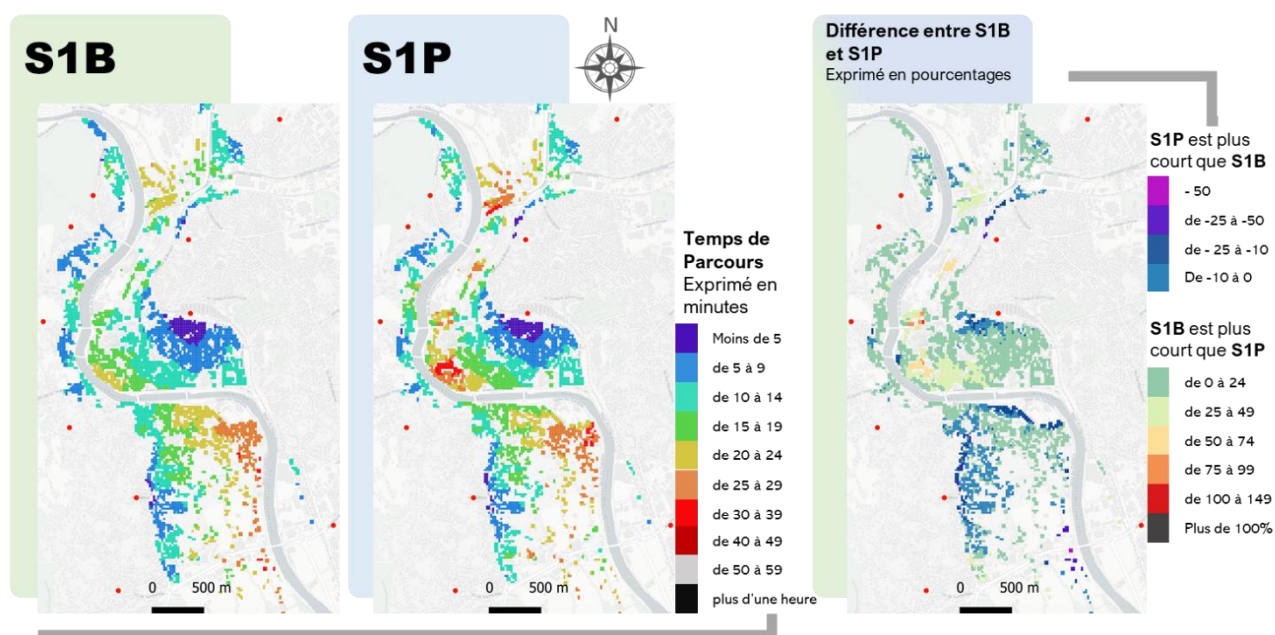 S1B
S1P
N
Différence entre S1B
et S1P
Exprimé en pourcentages
Temps de
Parcours
Exprimé en
minutes
Moins de 5
de 5 à 9
de 10 à 14
de 15 à 19
de 20 à 24
de 25 à 29
de 30 à 39
de 40 à 49
de 50 à 59
plus d'une heure
S1P est plus
court que S1B
- 50
de -25 à -50
de - 25 à -10
De -10 à 0
S1B est plus
court que S1P
de 0 à 24
de 25 à 49
de 50 à 74
de 75 à 99
de 100 à 149
Plus de 100%
0 500 m
0 500 m
0 500 m